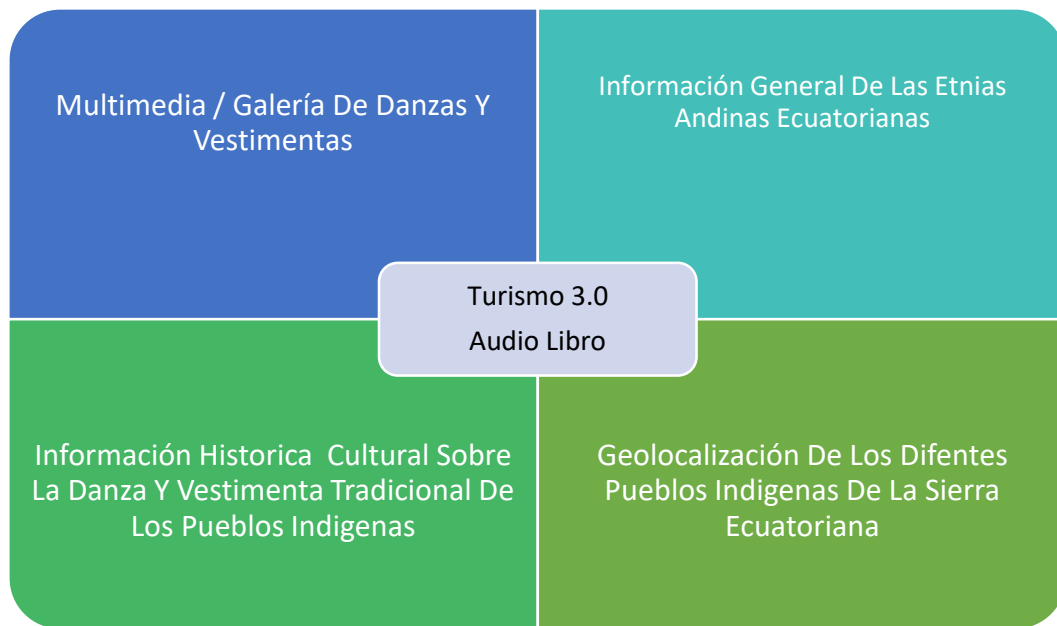 Multimedia / Galería De Danzas Y
Vestimentas
Información General De Las Etnias
Andinas Ecuatorianas
Turismo 3.0
Audio Libro
Información Historica  Cultural Sobre
La Danza Y Vestimenta Tradicional De
Los Pueblos Indigenas
Geolocalización De Los Difentes
Pueblos Indigenas De La Sierra
Ecuatoriana